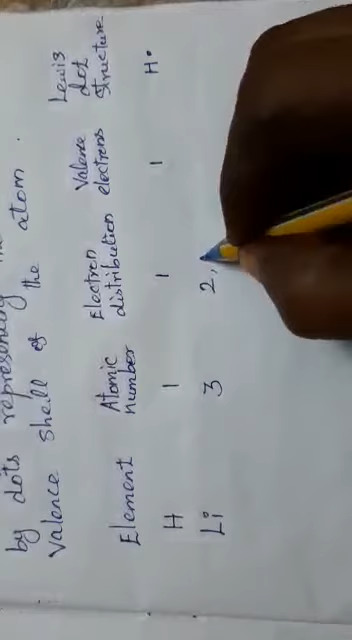 by dots representing the
Valence shell of the atom.
Element Atomic number Electron distribution Valence electrons Lewis dot structure
H 1 1 1 H•
Li 3 2,